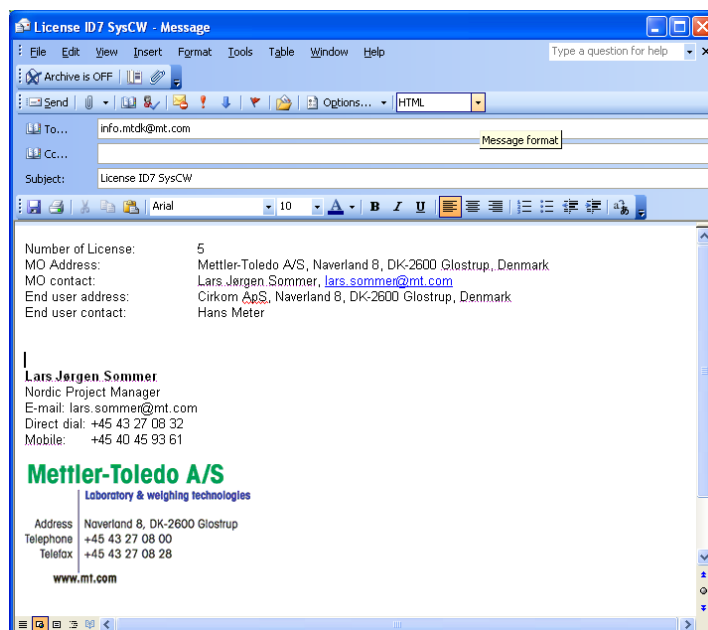 License ID7 SysCW - Message
File Edit View Insert Format Tools Table Window Help Type a question for help
Archive is OFF
Send Options... HTML
To... info.mtdk@mt.com
Message format
Cc...
Subject: License ID7 SysCW
Arial 10 A B I U
Number of License: 5
MO Address: Mettler-Toledo A/S, Naverland 8, DK-2600 Glostrup, Denmark
MO contact: Lars Jørgen Sommer, lars.sommer@mt.com
End user address: Cirkom ApS, Naverland 8, DK-2600 Glostrup, Denmark
End user contact: Hans Meter
Lars Jørgen Sommer
Nordic Project Manager
E-mail: lars.sommer@mt.com
Direct dial: +45 43 27 08 32
Mobile: +45 40 45 93 61
Mettler-Toledo A/S
Laboratory & weighing technologies
Address Naverland 8, DK-2600 Glostrup
Telephone +45 43 27 08 00
Telefax +45 43 27 08 28
www.mt.com